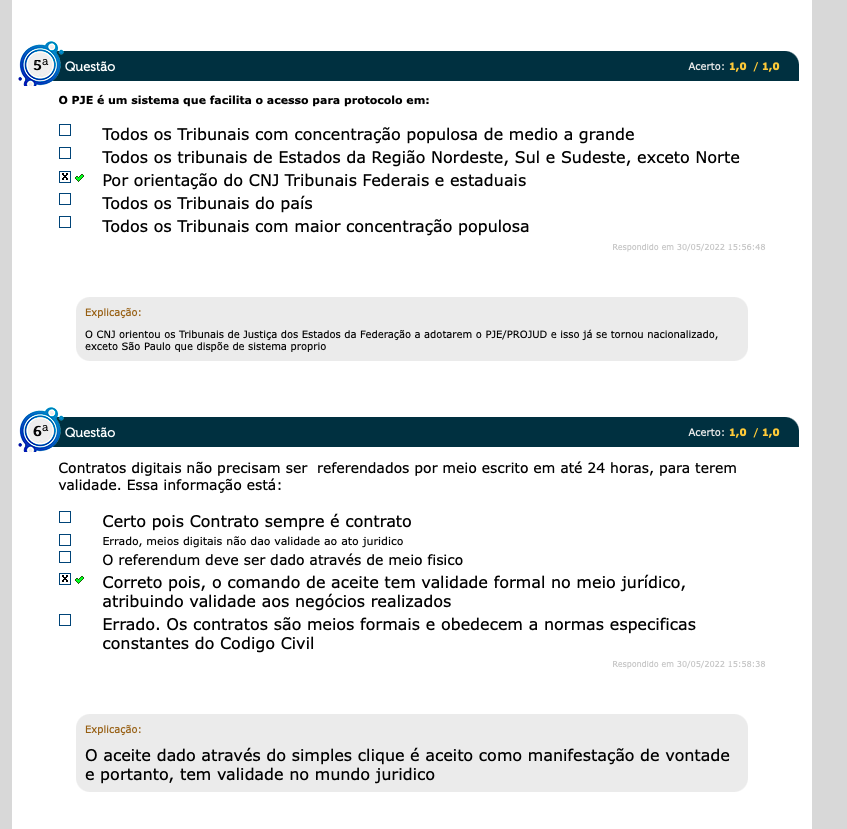 5ª Questão Acerto: 1,0 / 1,0
O PJE é um sistema que facilita o acesso para protocolo em:
Todos os Tribunais com concentração populosa de medio a grande
Todos os tribunais de Estados da Região Nordeste, Sul e Sudeste, exceto Norte
Por orientação do CNJ Tribunais Federais e estaduais
Todos os Tribunais do país
Todos os Tribunais com maior concentração populosa
Respondido em 30/05/2022 15:56:48
Explicação:
O CNJ orientou os Tribunais de Justiça dos Estados da Federação a adotarem o PJE/PROJUD e isso já se tornou nacionalizado,
exceto São Paulo que dispõe de sistema proprio
6ª Questão Acerto: 1,0 / 1,0
Contratos digitais não precisam ser referendados por meio escrito em até 24 horas, para terem
validade. Essa informação está:
Certo pois Contrato sempre é contrato
Errado, meios digitais não dao validade ao ato juridico
O referendum deve ser dado através de meio fisico
Correto pois, o comando de aceite tem validade formal no meio jurídico,
atribuindo validade aos negócios realizados
Errado. Os contratos são meios formais e obedecem a normas especificas
constantes do Codigo Civil
Respondido em 30/05/2022 15:58:38
Explicação:
O aceite dado através do simples clique é aceito como manifestação de vontade
e portanto, tem validade no mundo juridico